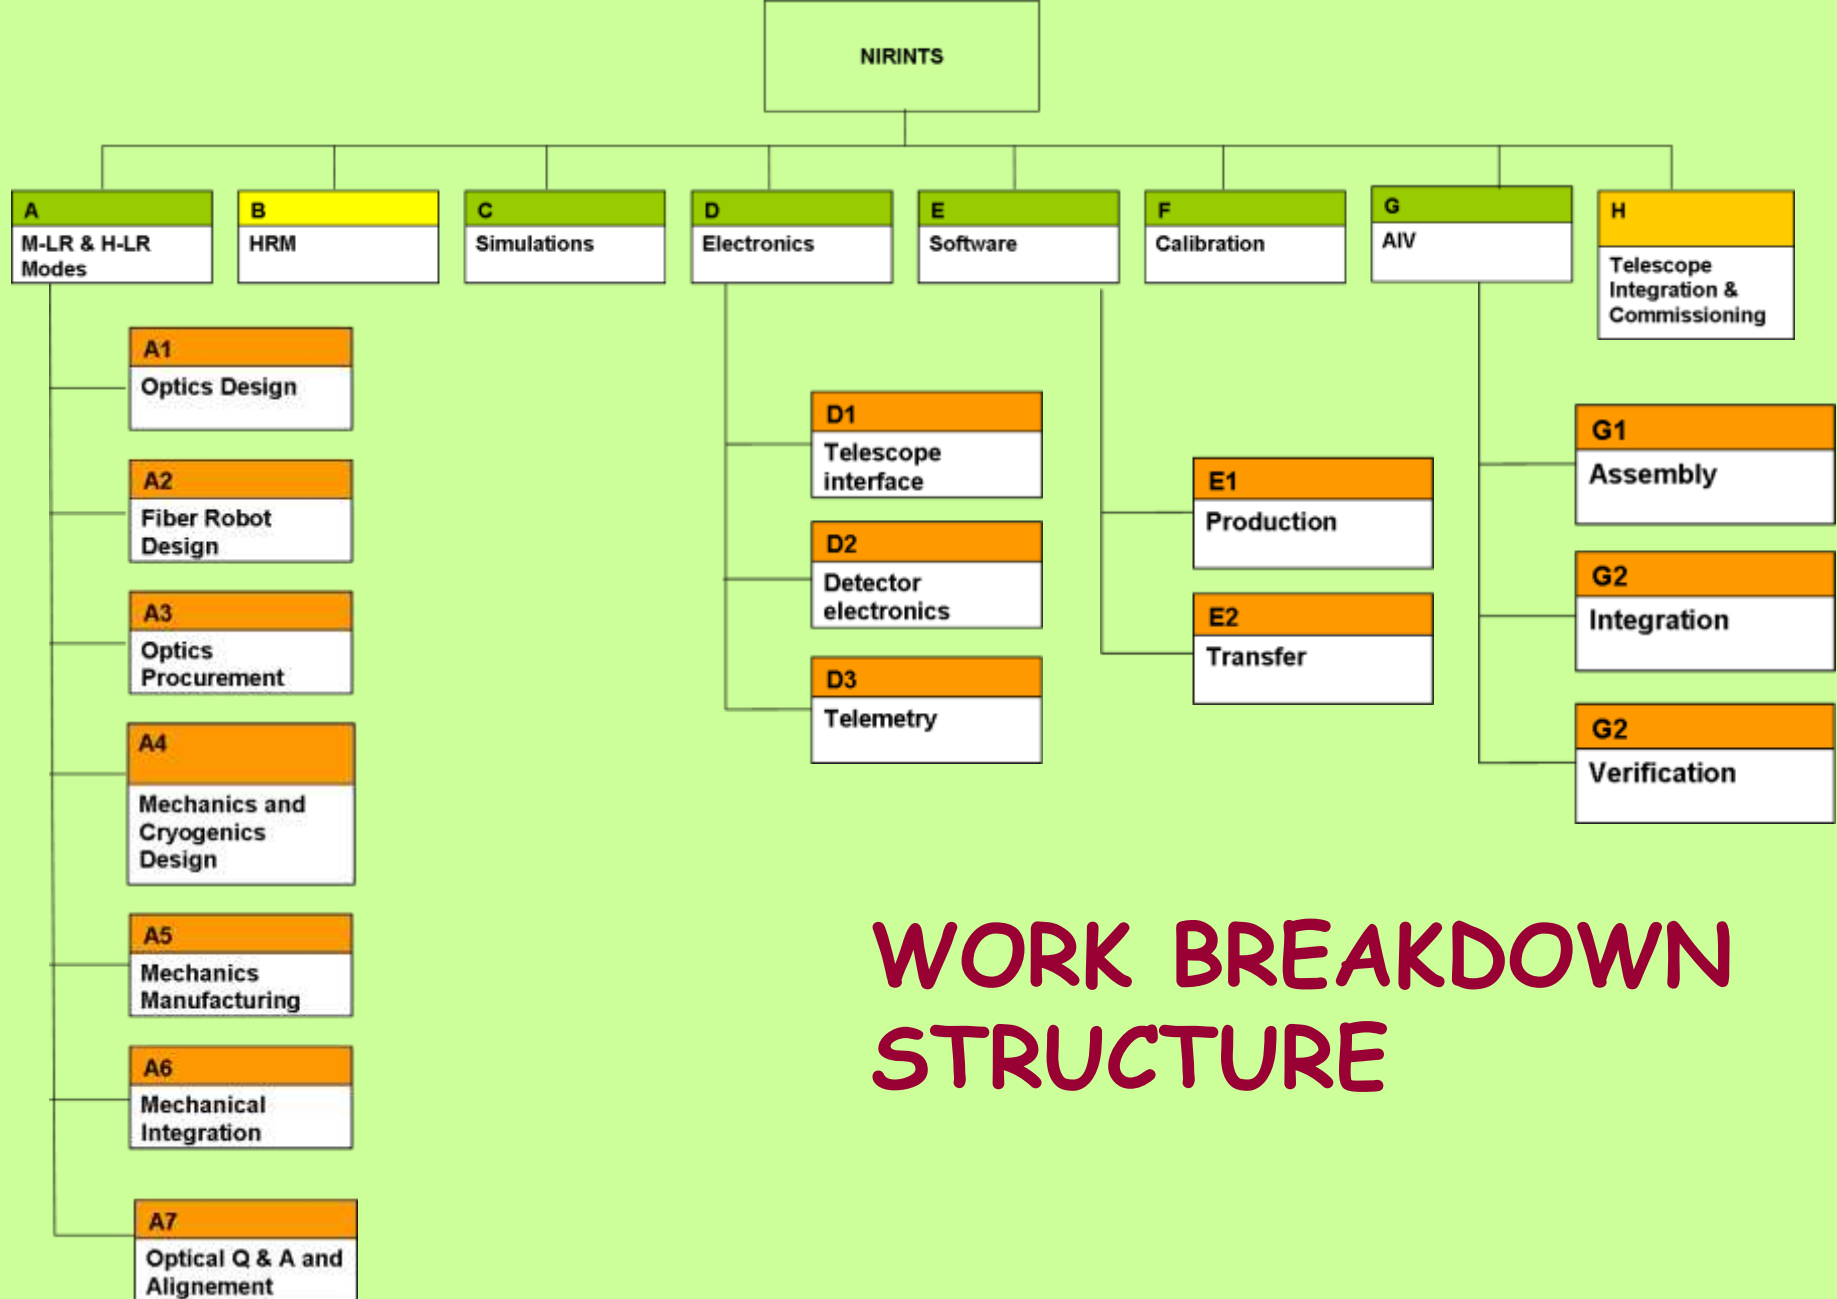 NIRINTS
A
M-LR & H-LR
Modes
B
HRM
C
Simulations
D
Electronics
E
Software
F
Calibration
G
AIV
H
Telescope
Integration &
Commissioning
A1
Optics Design
A2
Fiber Robot
Design
A3
Optics
Procurement
A4
Mechanics and
Cryogenics
Design
A5
Mechanics
Manufacturing
A6
Mechanical
Integration
A7
Optical Q & A and
Alignement
D1
Telescope
interface
D2
Detector
electronics
D3
Telemetry
E1
Production
E2
Transfer
G1
Assembly
G2
Integration
G2
Verification
WORK BREAKDOWN
STRUCTURE